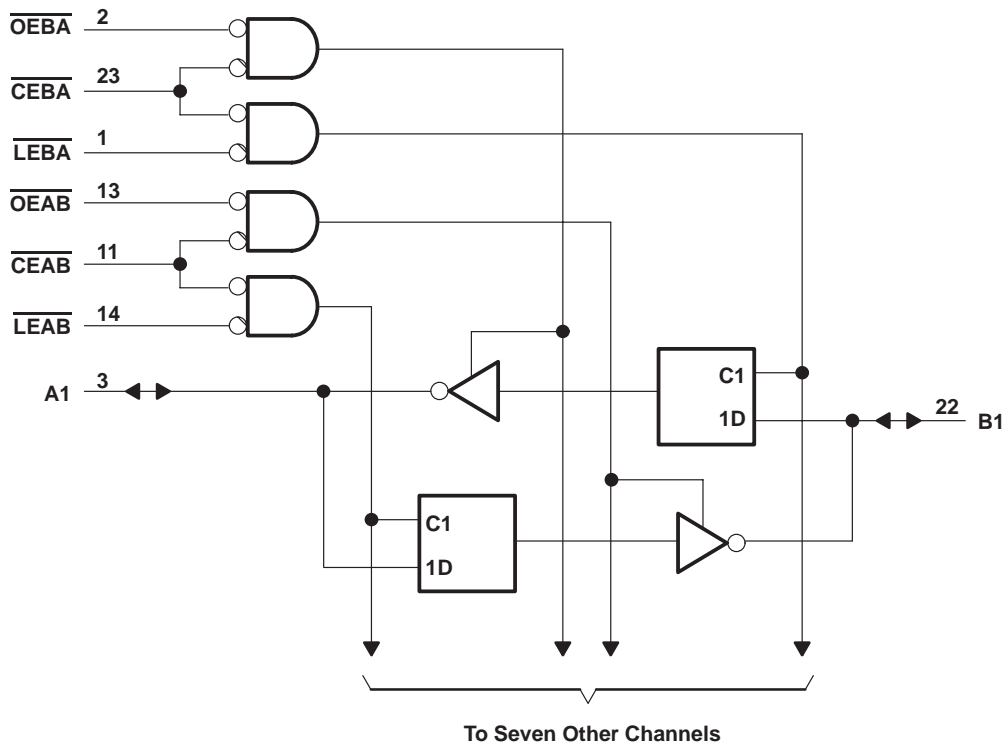 OEBA 2
CEBA 23
LEBA 1
OEAB 13
CEAB 11
LEAB 14
A1 3
C1
1D
22 B1
C1
1D
To Seven Other Channels